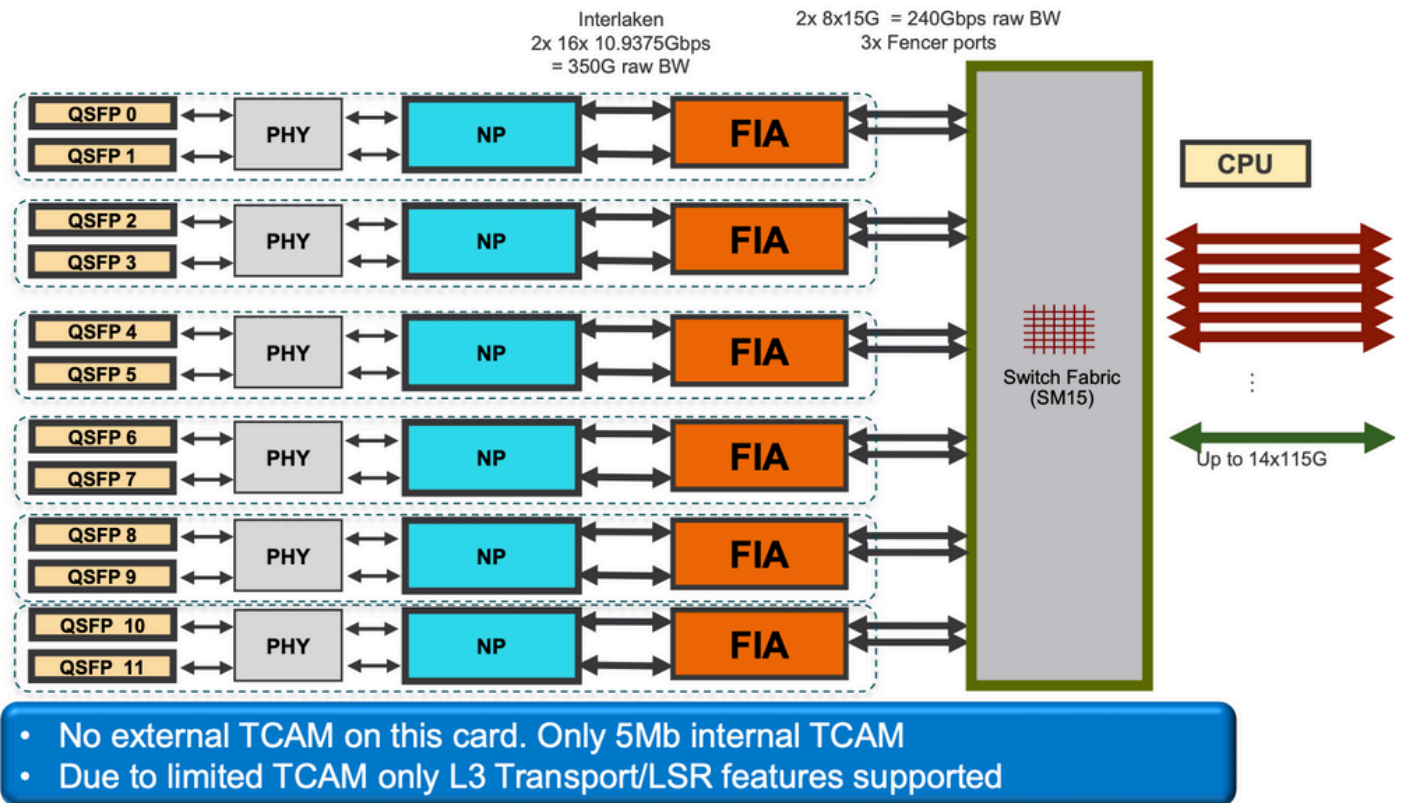 Interlaken
2x 16x 10.9375Gbps
= 350G raw BW
2x 8x15G = 240Gbps raw BW
3x Fencer ports
QSFP 0
QSFP 1
PHY
NP
FIA
QSFP 2
QSFP 3
PHY
NP
FIA
QSFP 4
QSFP 5
PHY
NP
FIA
QSFP 6
QSFP 7
PHY
NP
FIA
QSFP 8
QSFP 9
PHY
NP
FIA
QSFP 10
QSFP 11
PHY
NP
FIA
Switch Fabric
(SM15)
CPU
⋮
Up to 14x115G
• No external TCAM on this card. Only 5Mb internal TCAM
• Due to limited TCAM only L3 Transport/LSR features supported